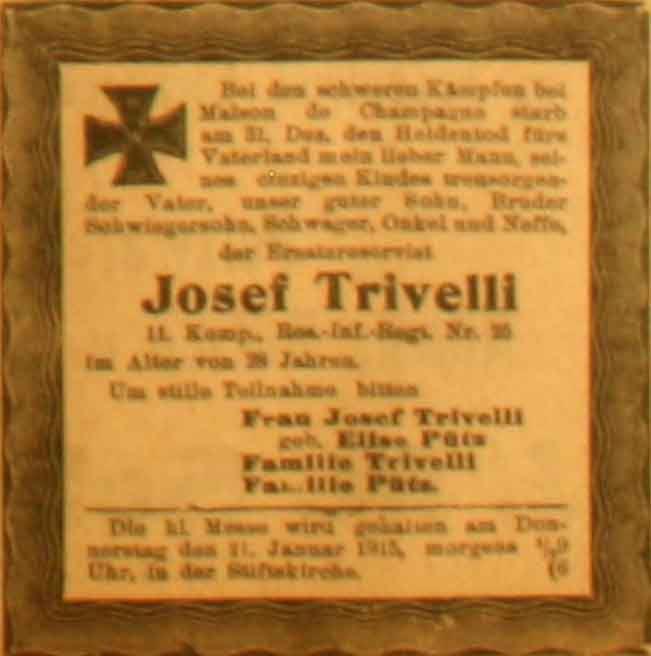 Bei den schweren Kämpfen bei
Maison de Champagne starb
am 31. Dez. den Heldentod fürs
Vaterland mein lieber Mann, sei-
nes einzigen Kindes treusorgen-
der Vater, unser guter Sohn, Bruder
Schwiegersohn, Schwager, Onkel und Neffe,
der Ersatzreservist
Josef Trivelli
11. Komp., Res.-Inf.-Regt. Nr.
im Alter von 28 Jahren.
Um stille Teilnahme bitten
Frau Josef Trivelli
geb. Elise Pütz
Familie Trivelli
Familie Pütz.
Die hl. Messe wird gehalten am Don-
nerstag den Januar 1915, morgens ½9
Uhr, in der Stiftskirche. (6